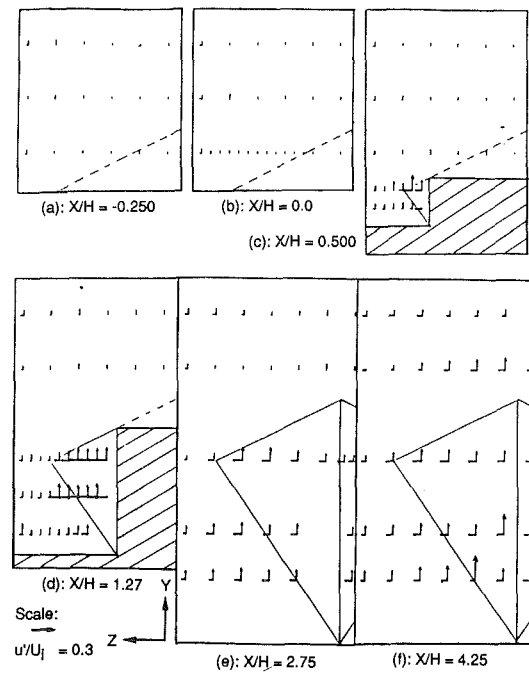 (a): X/H = -0.250
(b): X/H = 0.0
(c): X/H = 0.500
(d): X/H = 1.27
Y
Scale:
u'/Uj = 0.3
Z
(e): X/H = 2.75
(f): X/H = 4.25